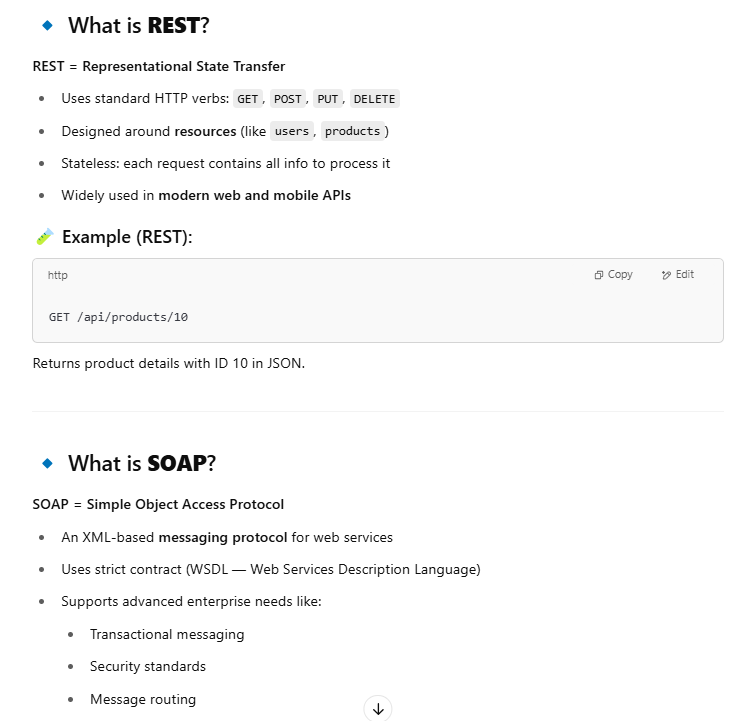 What is REST?
REST = Representational State Transfer
Uses standard HTTP verbs: GET, POST, PUT, DELETE
Designed around resources (like users, products)
Stateless: each request contains all info to process it
Widely used in modern web and mobile APIs
Example (REST):
http Copy Edit
GET /api/products/10
Returns product details with ID 10 in JSON.
What is SOAP?
SOAP = Simple Object Access Protocol
An XML-based messaging protocol for web services
Uses strict contract (WSDL — Web Services Description Language)
Supports advanced enterprise needs like:
Transactional messaging
Security standards
Message routing